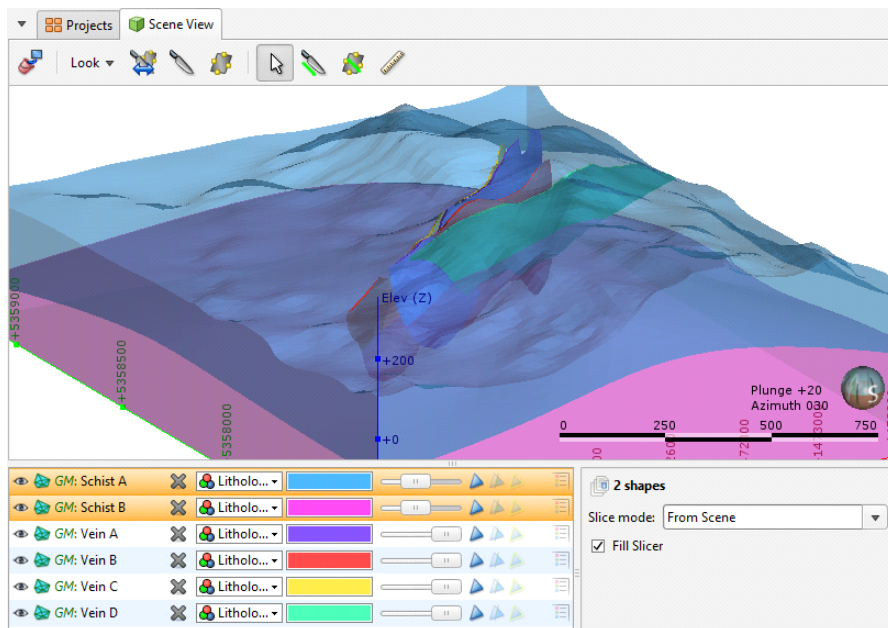 Projects
Scene View
Look
Elev (Z)
+200
+0
+5359000
+5358500
+5358000
Plunge +20
Azimuth 030
S
0 250 500 750
GM: Schist A Litholo...
GM: Schist B Litholo...
GM: Vein A Litholo...
GM: Vein B Litholo...
GM: Vein C Litholo...
GM: Vein D Litholo...
2 shapes
Slice mode: From Scene
Fill Slicer